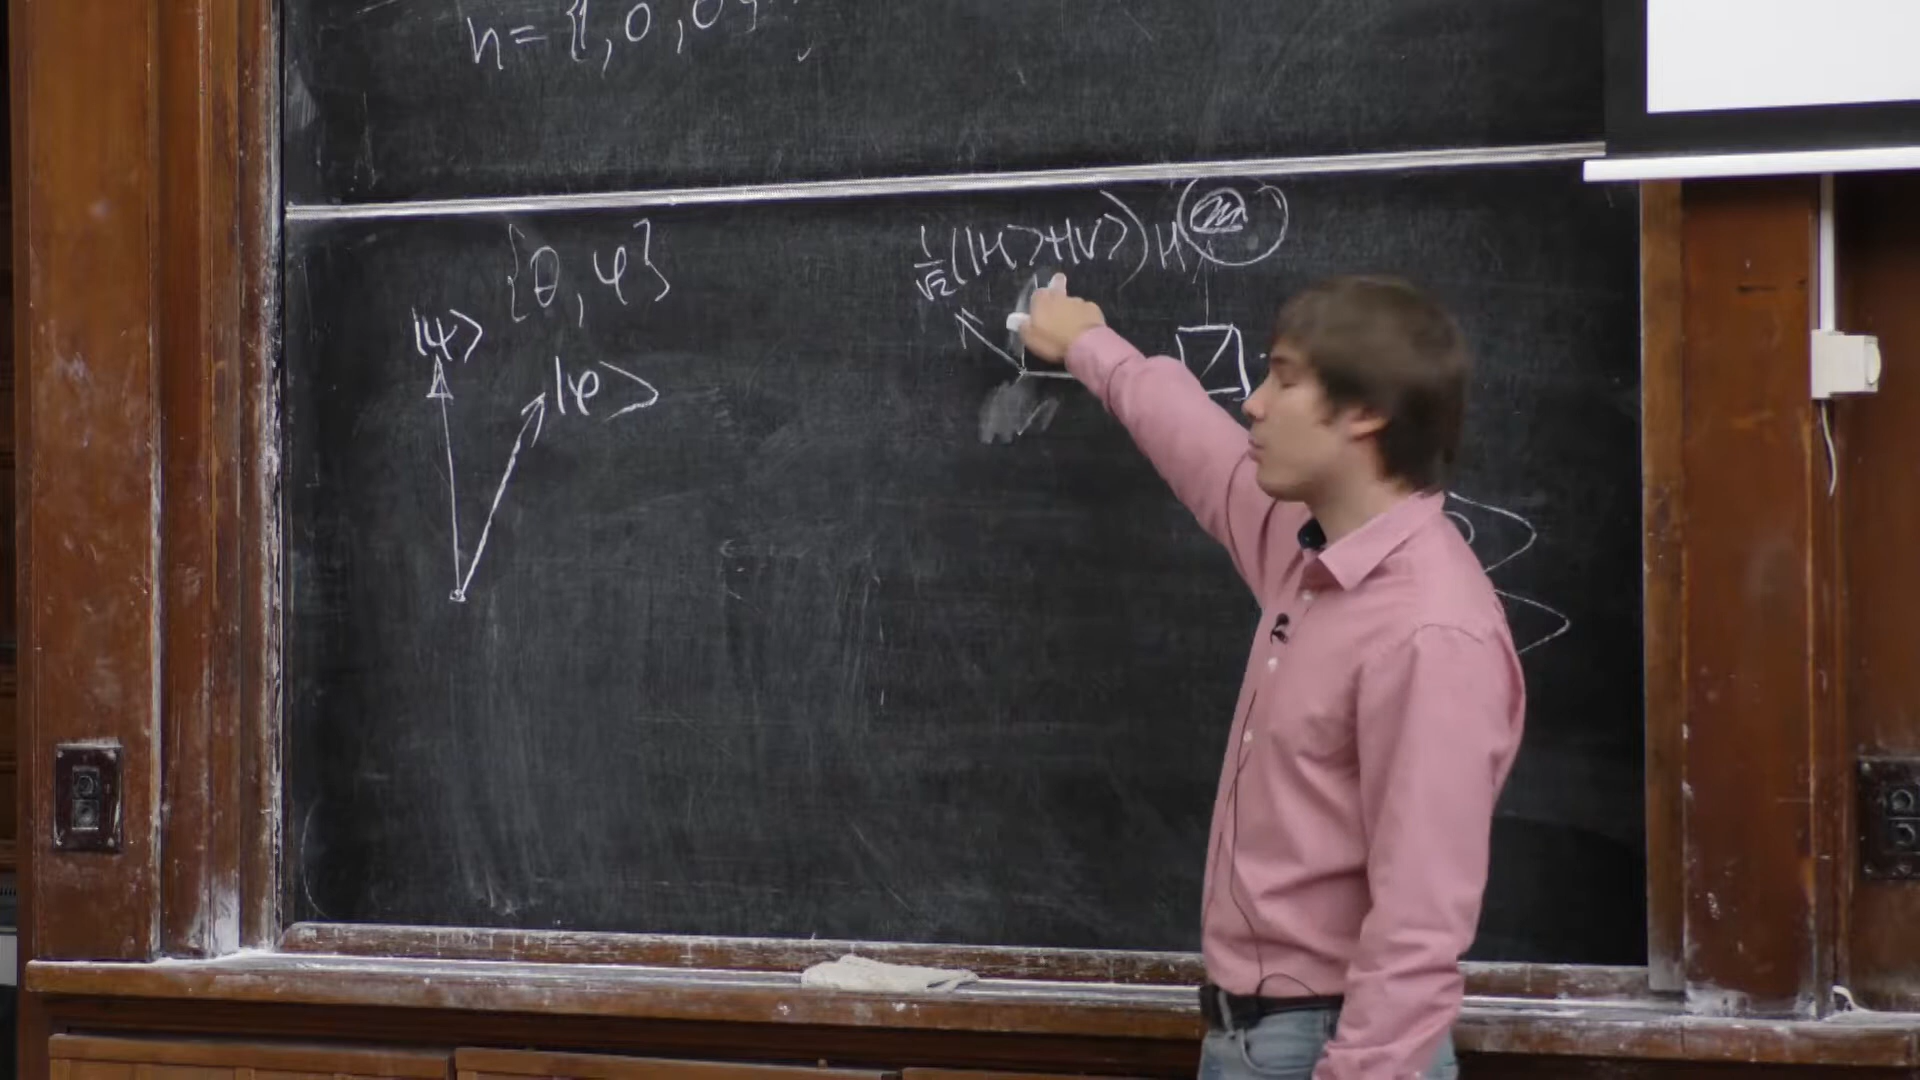 n = {1, 0, 0}
{θ, φ}
|ψ>
|φ>
1/√2 (|H> + |V>) H